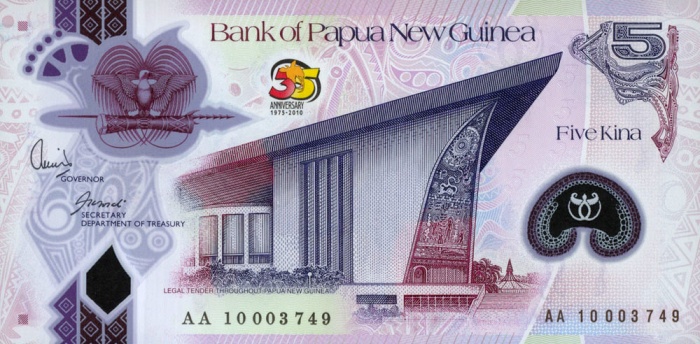 Bank of Papua New Guinea
5
35
ANNIVERSARY
1975-2010
Five Kina
GOVERNOR
SECRETARY
DEPARTMENT OF TREASURY
LEGAL TENDER THROUGHOUT PAPUA NEW GUINEA
AA 10003749
AA 10003749